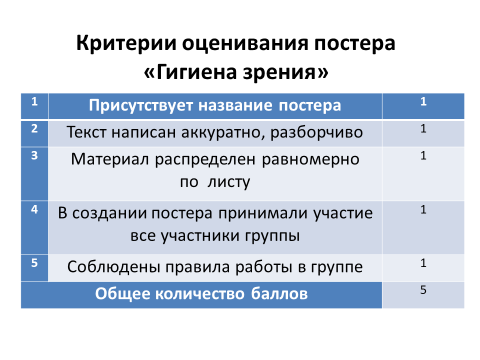 Критерии оценивания постера
«Гигиена зрения»
1 Присутствует название постера 1
2 Текст написан аккуратно, разборчиво 1
3 Материал распределен равномерно 1
по листу
4 В создании постера принимали участие 1
все участники группы
5 Соблюдены правила работы в группе 1
Общее количество баллов 5